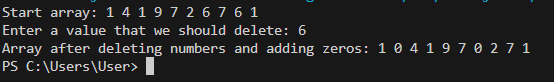 Start array: 1 4 1 9 7 2 6 7 6 1
Enter a value that we should delete: 6
Array after deleting numbers and adding zeros: 1 0 4 1 9 7 0 2 7 1
PS C:\Users\User>